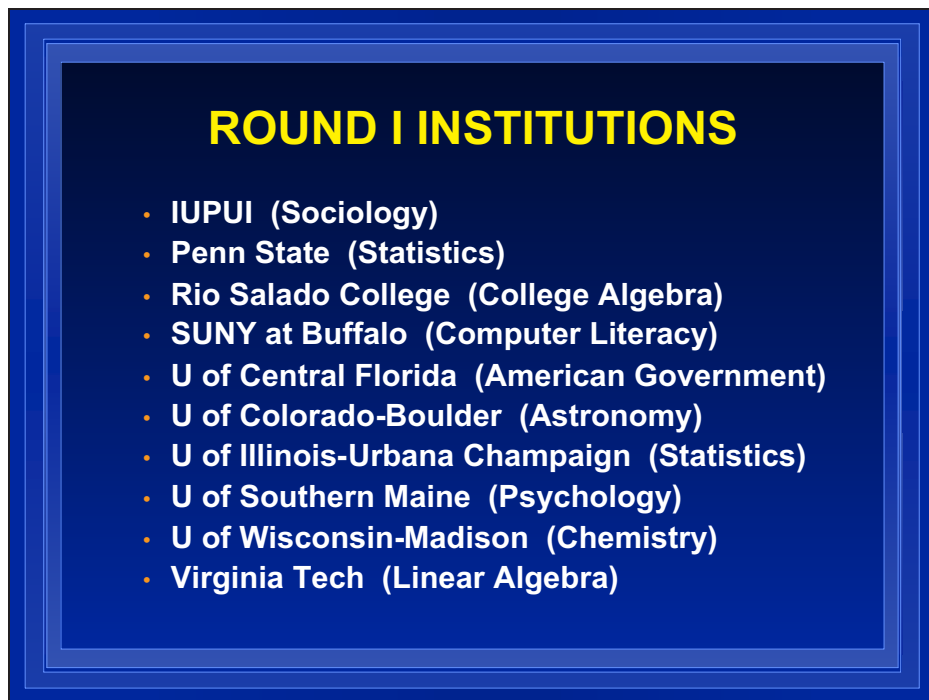 ROUND I INSTITUTIONS
• IUPUI (Sociology)
• Penn State (Statistics)
• Rio Salado College (College Algebra)
• SUNY at Buffalo (Computer Literacy)
• U of Central Florida (American Government)
• U of Colorado-Boulder (Astronomy)
• U of Illinois-Urbana Champaign (Statistics)
• U of Southern Maine (Psychology)
• U of Wisconsin-Madison (Chemistry)
• Virginia Tech (Linear Algebra)